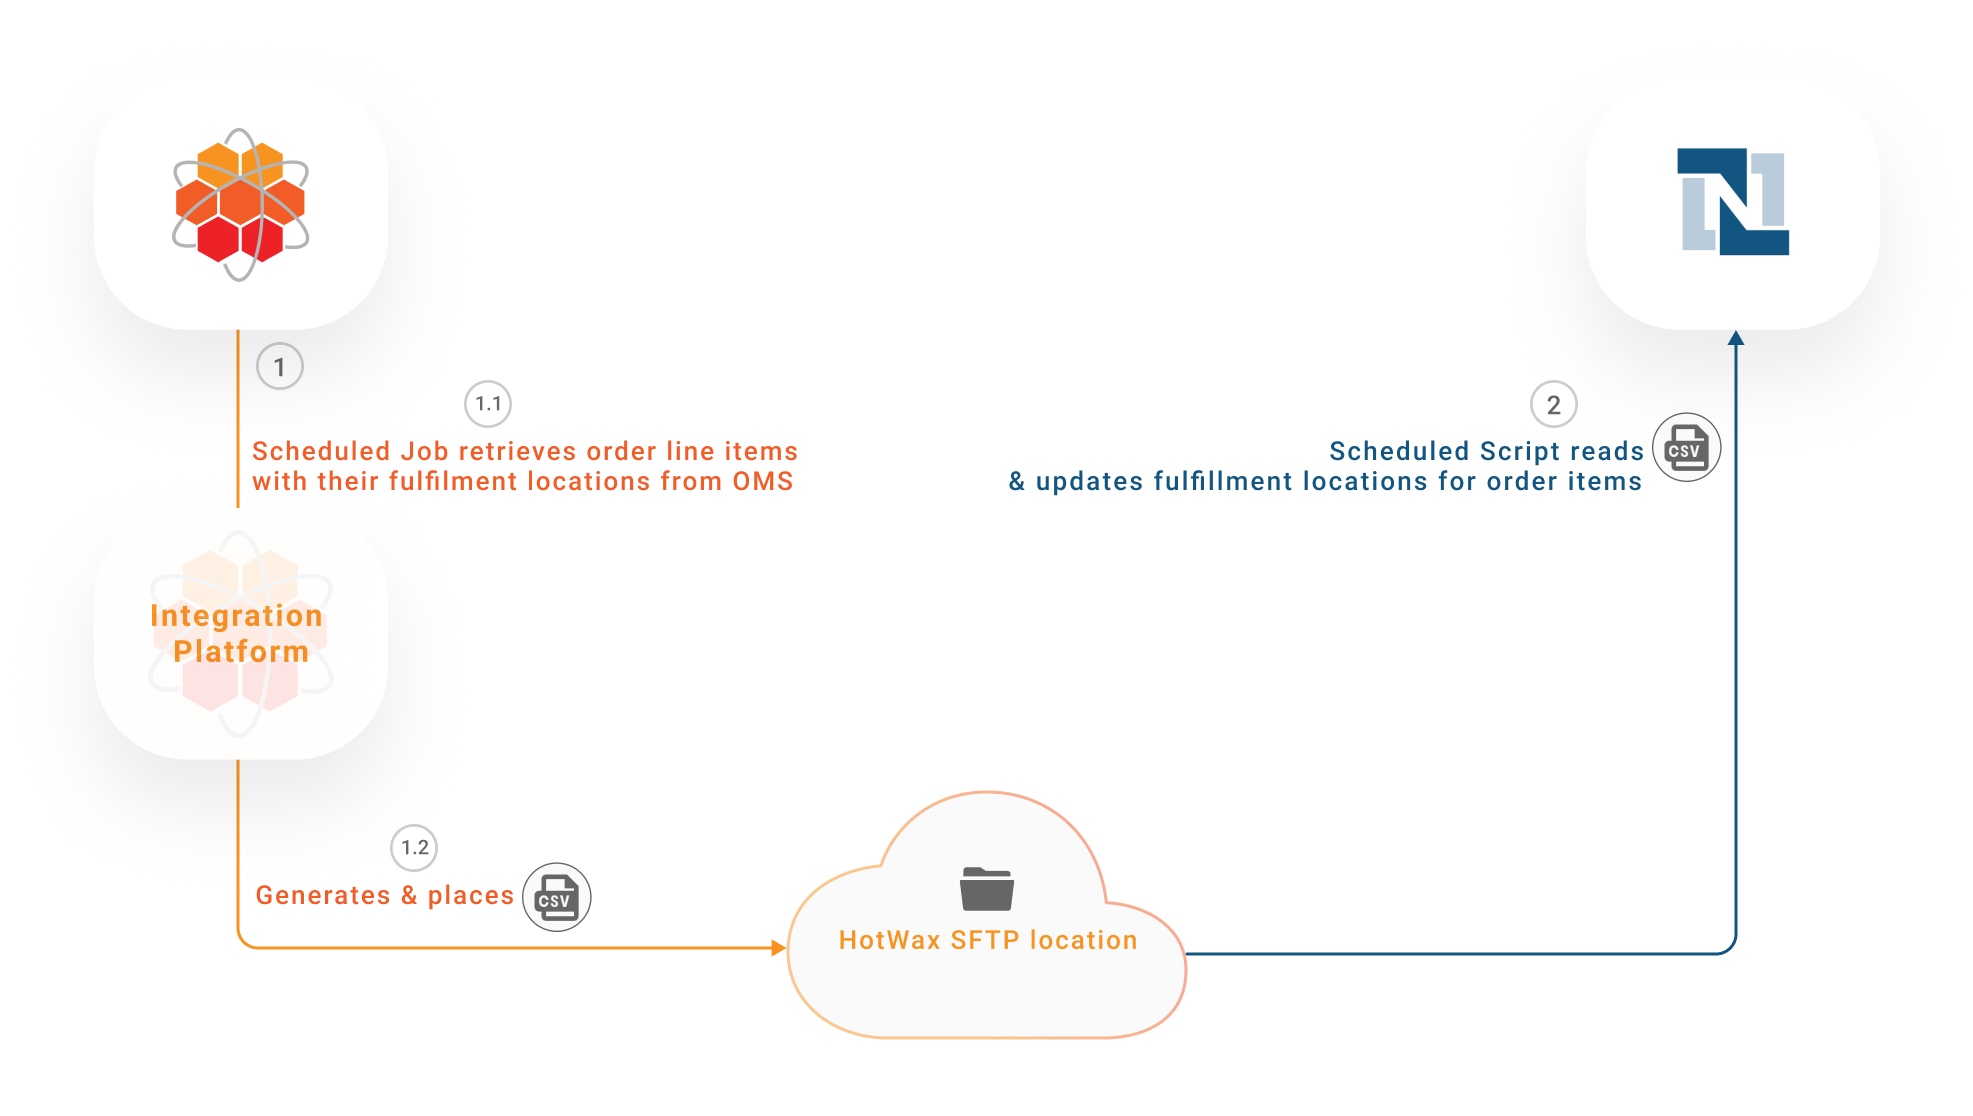 1
1.1
Scheduled Job retrieves order line items
with their fulfilment locations from OMS
Integration
Platform
1.2
Generates & places
CSV
HotWax SFTP location
2
Scheduled Script reads
CSV
& updates fulfillment locations for order items
N